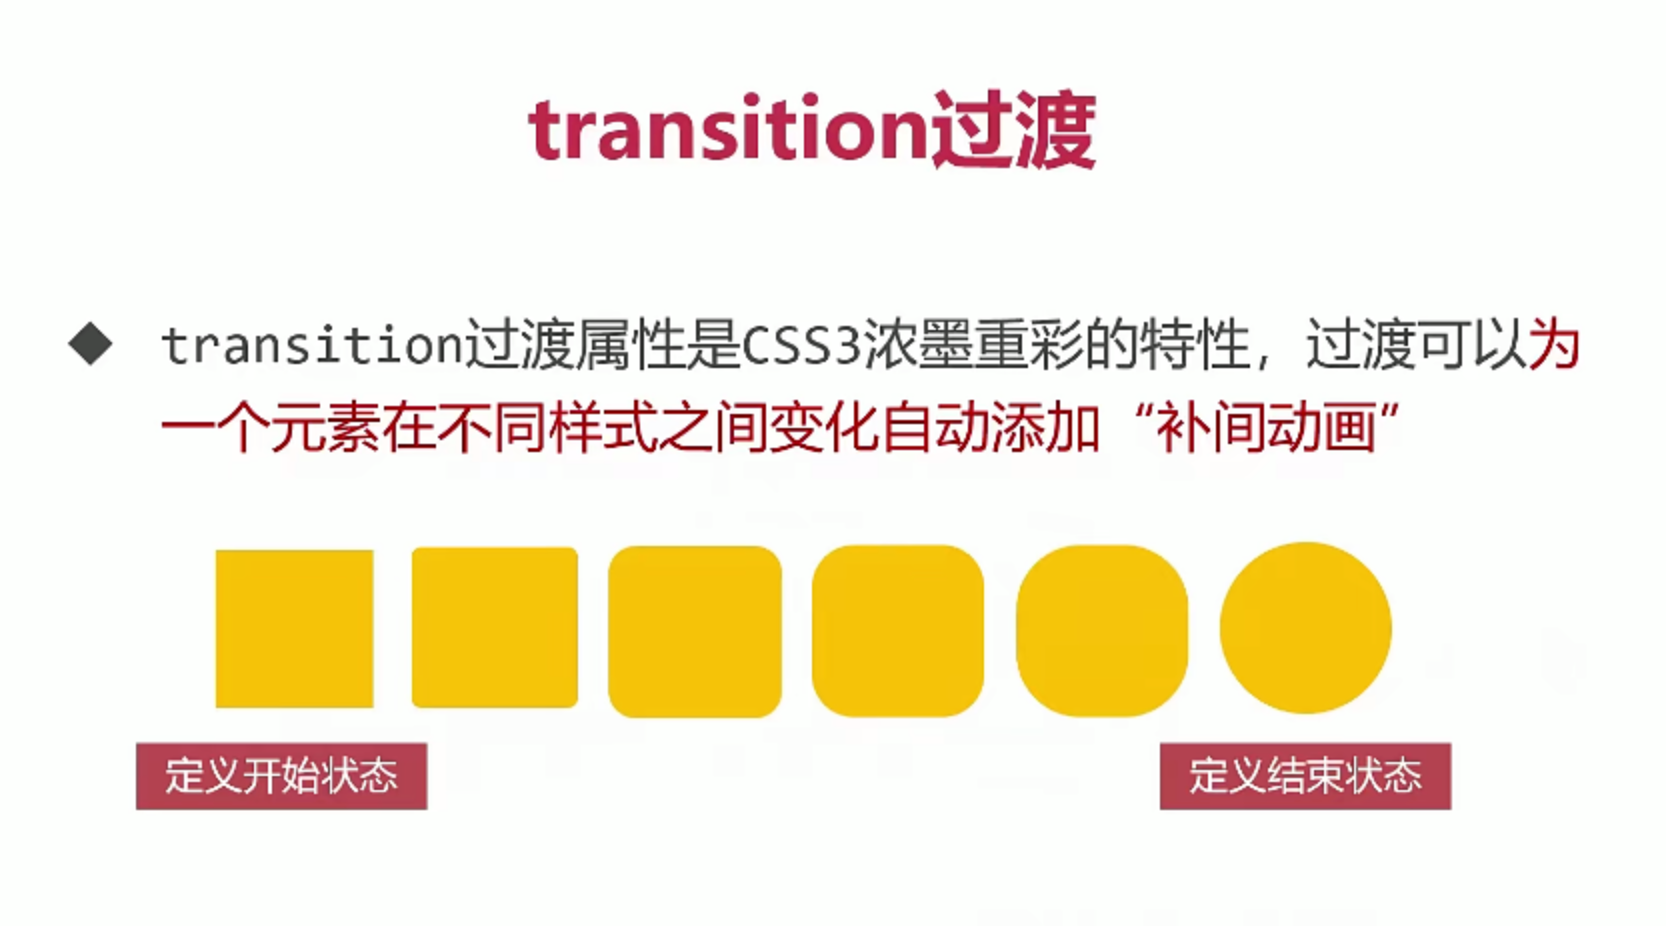 transition过渡
transition过渡属性是CSS3浓墨重彩的特性，过渡可以为
一个元素在不同样式之间变化自动添加“补间动画”
定义开始状态
定义结束状态